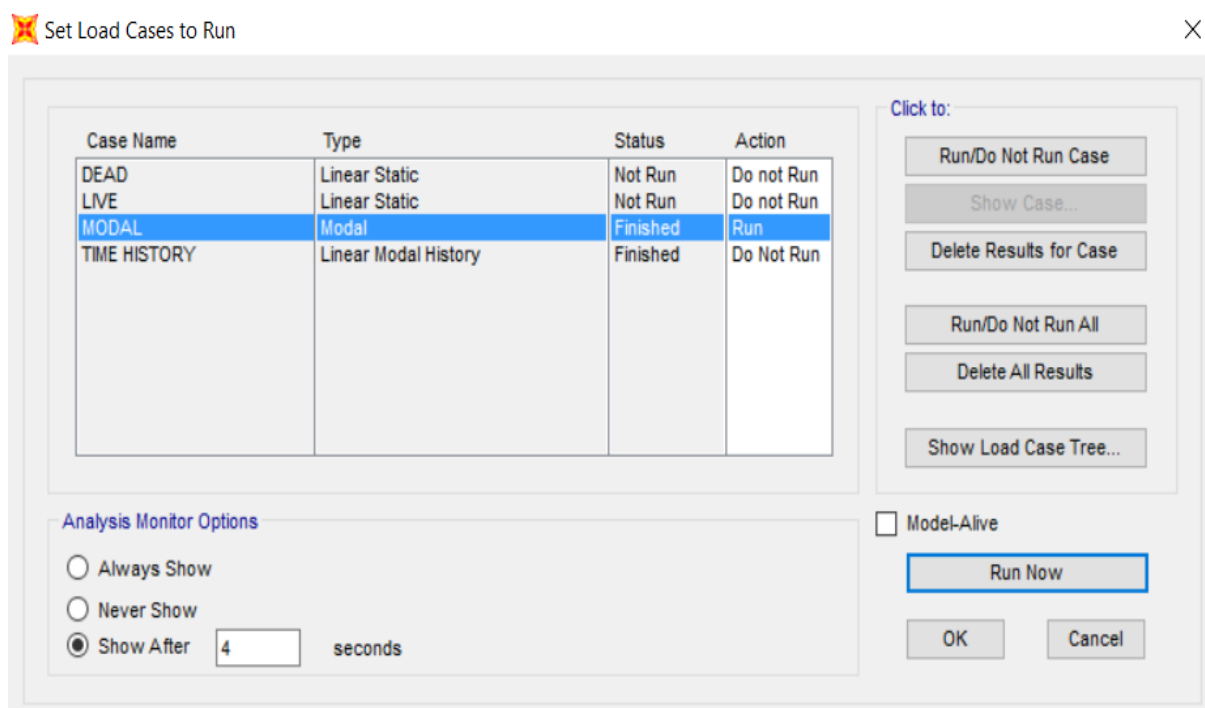 Set Load Cases to Run
Click to:
Case Name Type Status Action
DEAD Linear Static Not Run Do not Run
LIVE Linear Static Not Run Do not Run
MODAL Modal Finished Run
TIME HISTORY Linear Modal History Finished Do Not Run
Run/Do Not Run Case
Show Case...
Delete Results for Case
Run/Do Not Run All
Delete All Results
Show Load Case Tree...
Analysis Monitor Options
Always Show
Never Show
Show After 4 seconds
Model-Alive
Run Now
OK Cancel